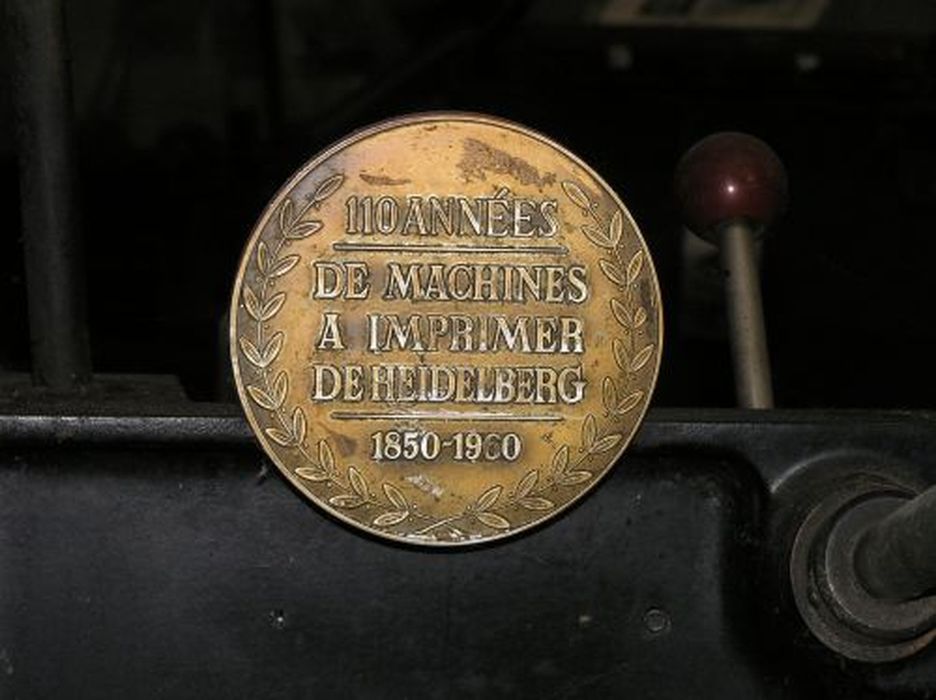 110 ANNÉES
DE MACHINES
A IMPRIMER
DE HEIDELBERG
1850-1960